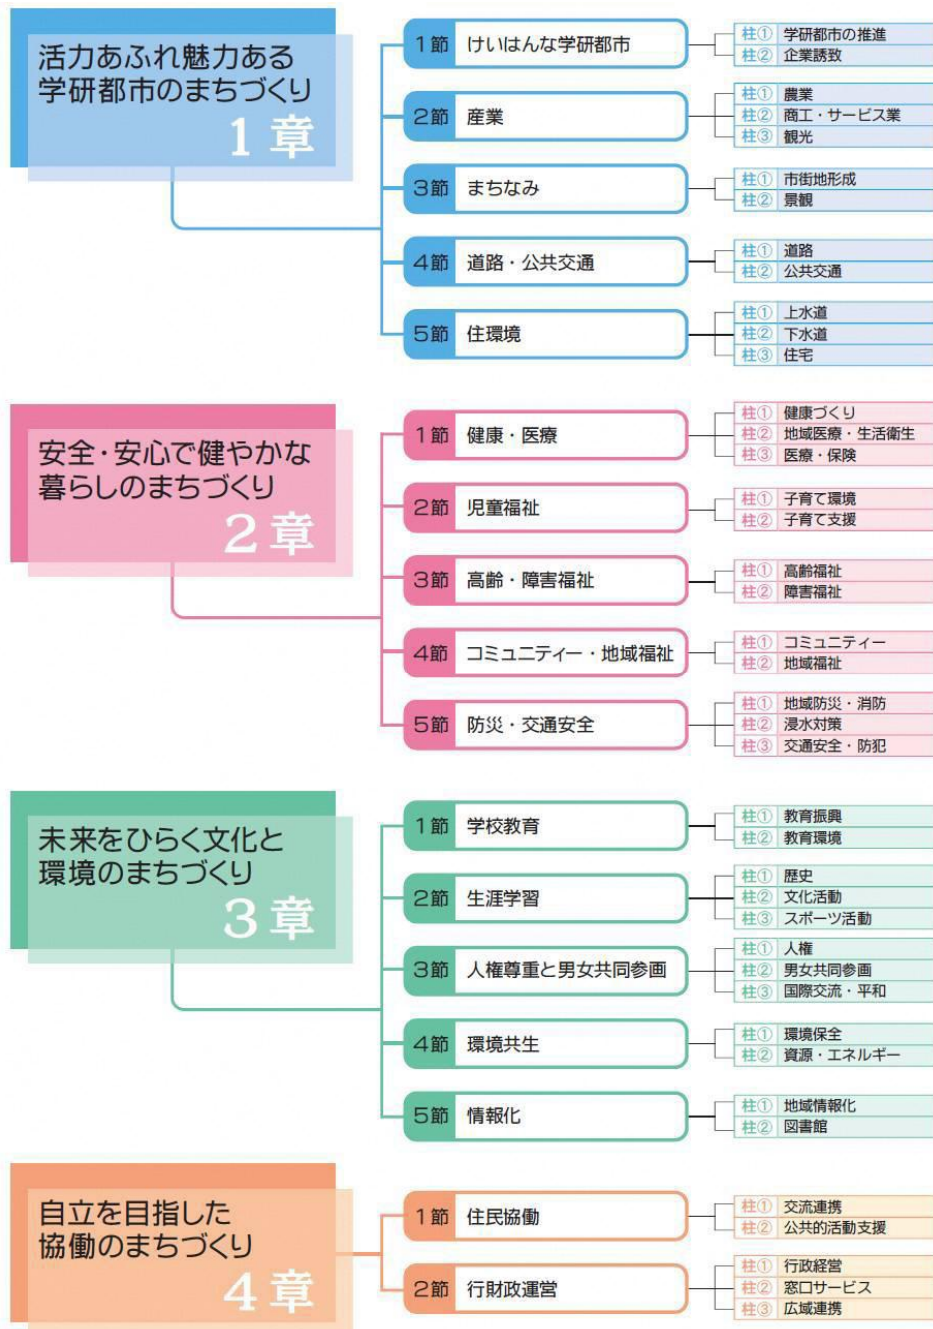 活力あふれ魅力ある
学研都市のまちづくり
1章
1節 けいはんな学研都市
柱① 学研都市の推進
柱② 企業誘致
2節 産業
柱① 農業
柱② 商工・サービス業
柱③ 観光
3節 まちなみ
柱① 市街地形成
柱② 景観
4節 道路・公共交通
柱① 道路
柱② 公共交通
5節 住環境
柱① 上水道
柱② 下水道
柱③ 住宅
安全・安心で健やかな
暮らしのまちづくり
2章
1節 健康・医療
柱① 健康づくり
柱② 地域医療・生活衛生
柱③ 医療・保険
2節 児童福祉
柱① 子育て環境
柱② 子育て支援
3節 高齢・障害福祉
柱① 高齢福祉
柱② 障害福祉
4節 コミュニティー・地域福祉
柱① コミュニティー
柱② 地域福祉
5節 防災・交通安全
柱① 地域防災・消防
柱② 浸水対策
柱③ 交通安全・防犯
未来をひらく文化と
環境のまちづくり
3章
1節 学校教育
柱① 教育振興
柱② 教育環境
2節 生涯学習
柱① 歴史
柱② 文化活動
柱③ スポーツ活動
3節 人権尊重と男女共同参画
柱① 人権
柱② 男女共同参画
柱③ 国際交流・平和
4節 環境共生
柱① 環境保全
柱② 資源・エネルギー
5節 情報化
柱① 地域情報化
柱② 図書館
自立を目指した
協働のまちづくり
4章
1節 住民協働
柱① 交流連携
柱② 公共的活動支援
2節 行財政運営
柱① 行政経営
柱② 窓口サービス
柱③ 広域連携